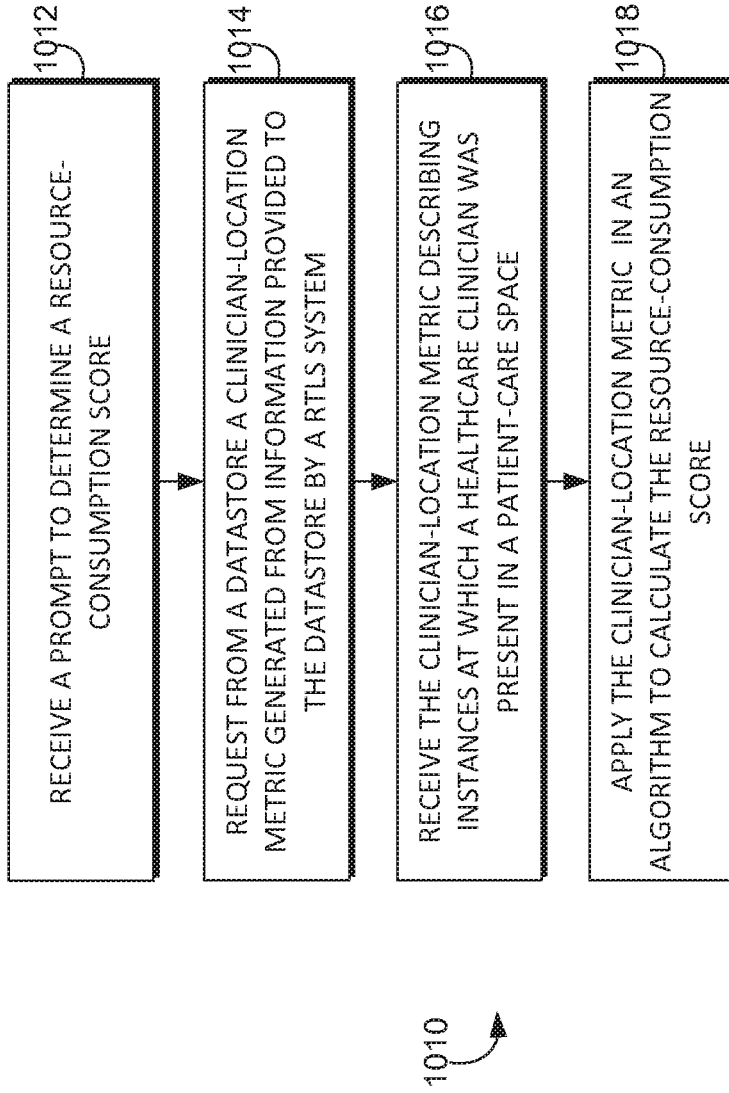 1010
1012
RECEIVE A PROMPT TO DETERMINE A RESOURCE-
CONSUMPTION SCORE
1014
REQUEST FROM A DATASTORE A CLINICIAN-LOCATION
METRIC GENERATED FROM INFORMATION PROVIDED TO
THE DATASTORE BY A RTLS SYSTEM
1016
RECEIVE THE CLINICIAN-LOCATION METRIC DESCRIBING
INSTANCES AT WHICH A HEALTHCARE CLINICIAN WAS
PRESENT IN A PATIENT-CARE SPACE
1018
APPLY THE CLINICIAN-LOCATION METRIC IN AN
ALGORITHM TO CALCULATE THE RESOURCE-CONSUMPTION
SCORE